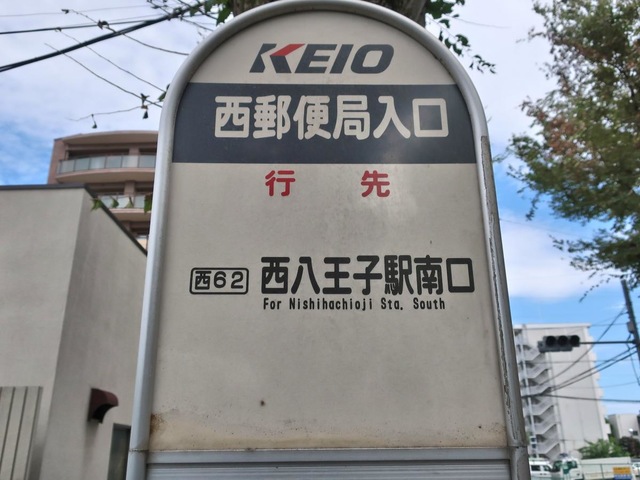 KEIO
西郵便局入口
行先
西62 西八王子駅南口
For Nishihachioji Sta. South